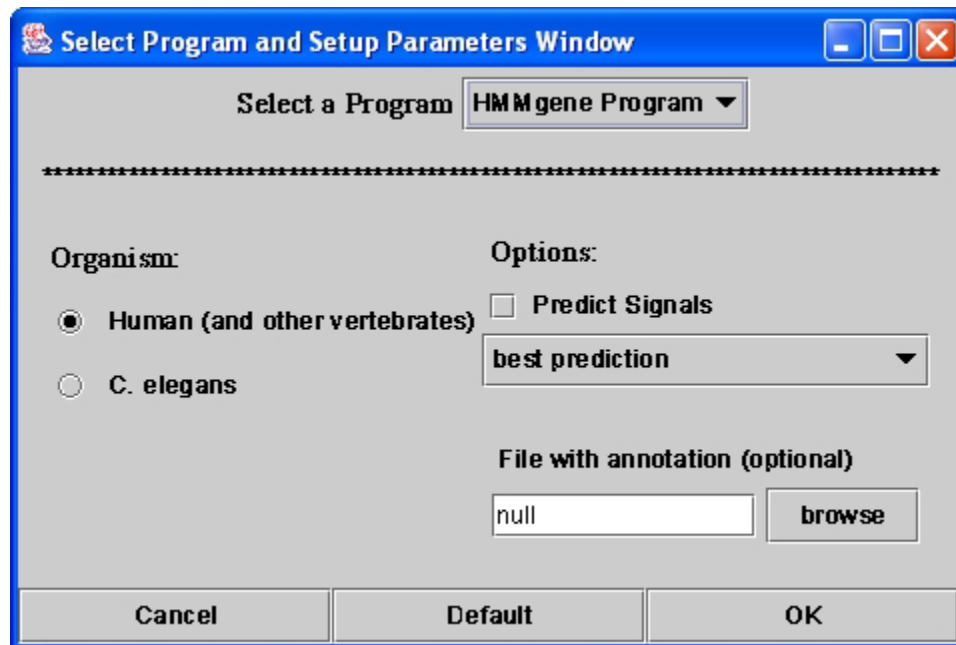 Select Program and Setup Parameters Window
Select a Program HMMgene Program
Organism:
Options:
Human (and other vertebrates)
Predict Signals
best prediction
C. elegans
File with annotation (optional)
null browse
Cancel Default OK